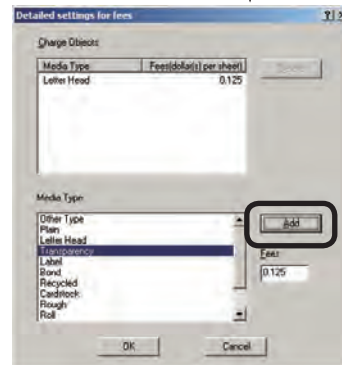 Detailed settings for fees
Charge Objects
Media Type Fees(dollar(s) per sheet)
Letter Head 0.125
Media Type
Other Type
Plain
Letter Head
Transparency
Label
Bond
Recycled
Cardstock
Rough
Roll
Add
Fees
0.125
OK Cancel